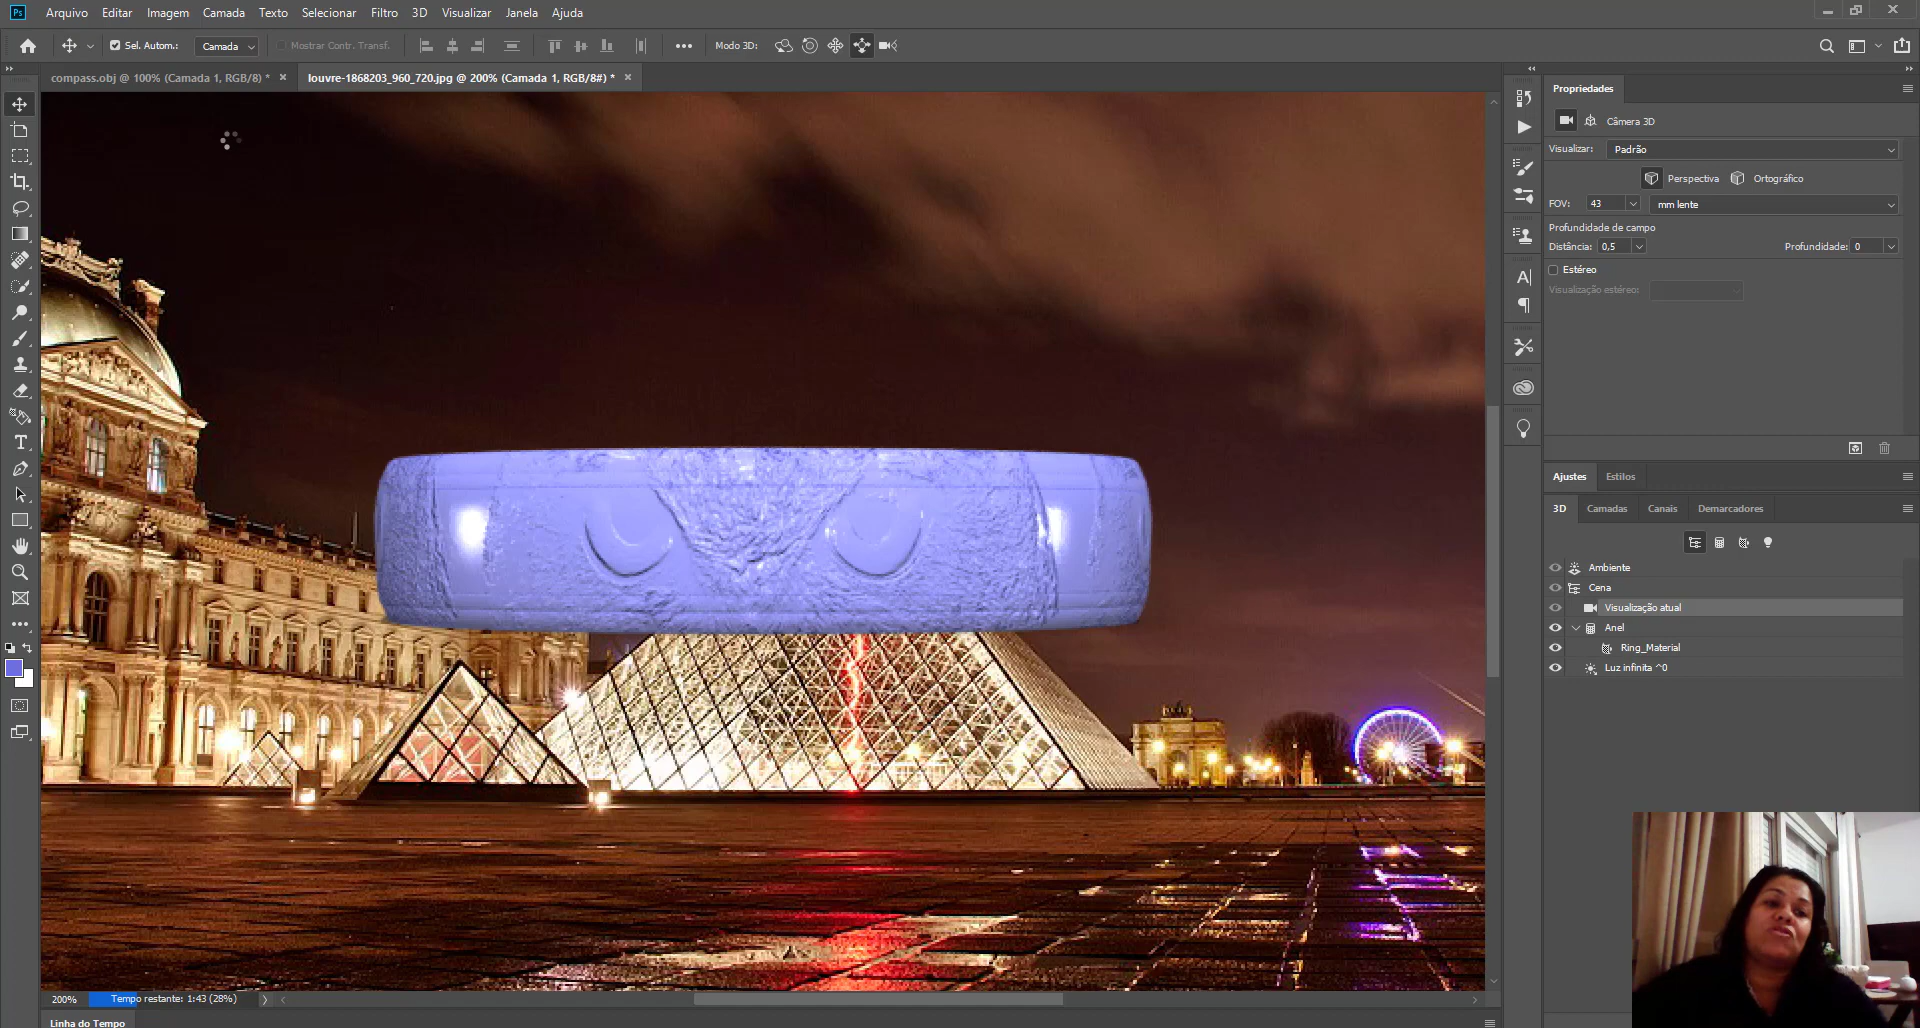 Ps Arquivo Editar Imagem Camada Texto Selecionar Filtro 3D Visualizar Janela Ajuda
Sel. Autom.: Camada Mostrar Contr. Transf. Modo 3D:
compass.obj @ 100% (Camada 1, RGB/8) *
louvre-1868203_960_720.jpg @ 200% (Camada 1, RGB/8#) *
Propriedades
Câmera 3D
Visualizar: Padrão
Perspectiva Ortográfico
FOV: 43 mm lente
Profundidade de campo
Distância: 0,5 Profundidade: 0
Estéreo
Visualização estéreo:
Ajustes Estilos
3D Camadas Canais Demarcadores
Ambiente
Cena
Visualização atual
Anel
Ring_Material
Luz infinita ^0
200% Tempo restante: 1:43 (28%)
Linha do Tempo